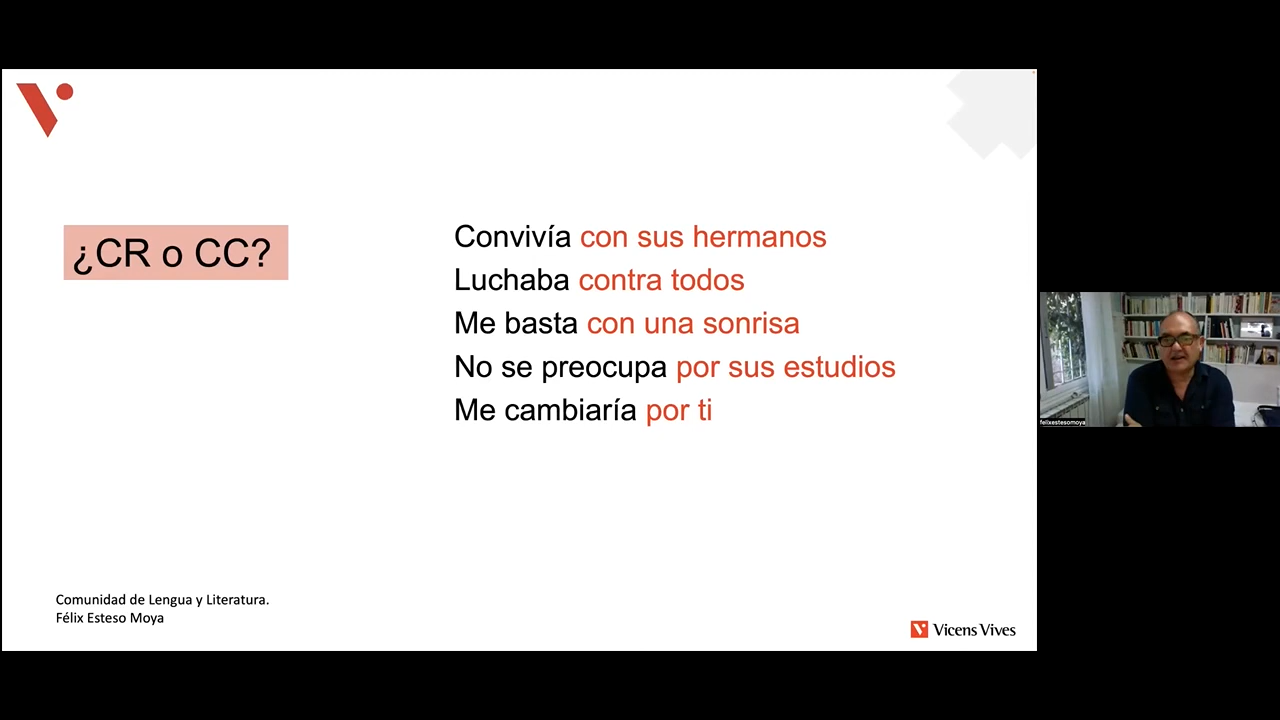 ¿CR o CC?
Convivía con sus hermanos
Luchaba contra todos
Me basta con una sonrisa
No se preocupa por sus estudios
Me cambiaría por ti
Comunidad de Lengua y Literatura.
Félix Esteso Moya
Vicens Vives
felixestesomoya